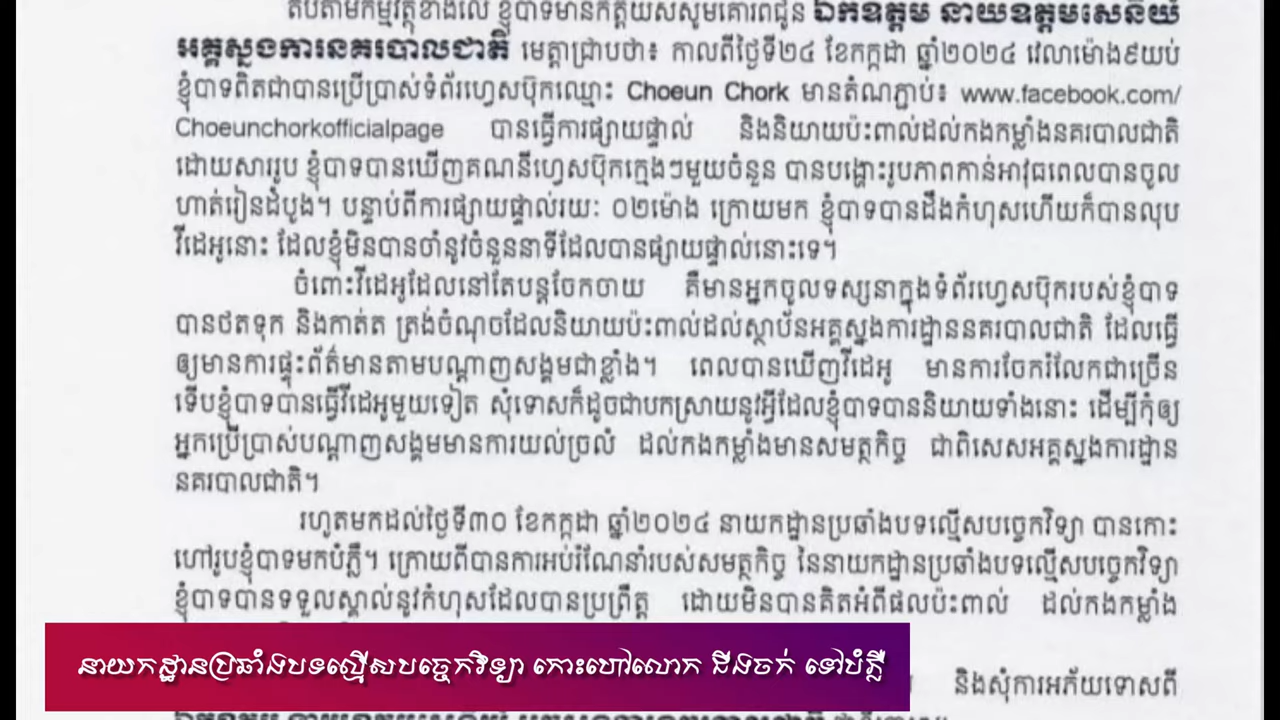 តបតាមកម្មវត្ថុខាងលើ ខ្ញុំបាទមានកិត្តិយសសូមគោរពជូន ឯកឧត្តម នាយឧត្តមសេនីយ៍
អគ្គស្នងការនគរបាលជាតិ មេត្តាជ្រាបថា៖ កាលពីថ្ងៃទី២៤ ខែកក្កដា ឆ្នាំ២០២៤ វេលាម៉ោង៩យប់
ខ្ញុំបាទពិតជាបានប្រើប្រាស់ទំព័រហ្វេសប៊ុកឈ្មោះ Choeun Chork មានតំណភ្ជាប់៖ www.facebook.com/
Choeunchorkofficialpage បានធ្វើការផ្សាយផ្ទាល់ និងនិយាយប៉ះពាល់ដល់កងកម្លាំងនគរបាលជាតិ
ដោយសាររូប ខ្ញុំបាទបានឃើញគណនីហ្វេសប៊ុកក្មេងៗមួយចំនួន បានបង្ហោះរូបភាពកាន់អាវុធពេលបានចូល
ហាត់រៀនដំបូង។ បន្ទាប់ពីការផ្សាយផ្ទាល់រយៈ ០២ម៉ោង ក្រោយមក ខ្ញុំបាទបានដឹងកំហុសហើយក៏បានលុប
វីដេអូនោះ ដែលខ្ញុំមិនបានចាំនូវចំនួននាទីដែលបានផ្សាយផ្ទាល់នោះទេ។
ចំពោះវីដេអូដែលនៅតែបន្តចែកចាយ គឺមានអ្នកចូលទស្សនាក្នុងទំព័រហ្វេសប៊ុករបស់ខ្ញុំបាទ
បានថតទុក និងកាត់ត ត្រង់ចំណុចដែលនិយាយប៉ះពាល់ដល់ស្ថាប័នអគ្គស្នងការដ្ឋាននគរបាលជាតិ ដែលធ្វើ
ឲ្យមានការផ្ទុះព័ត៌មានតាមបណ្តាញសង្គមជាខ្លាំង។ ពេលបានឃើញវីដេអូ មានការចែករំលែកជាច្រើន
ទើបខ្ញុំបាទបានធ្វើវីដេអូមួយទៀត សុំទោសក៏ដូចជាបកស្រាយនូវអ្វីដែលខ្ញុំបាទបាននិយាយទាំងនោះ ដើម្បីកុំឲ្យ
អ្នកប្រើប្រាស់បណ្តាញសង្គមមានការយល់ច្រលំ ដល់កងកម្លាំងមានសមត្ថកិច្ច ជាពិសេសអគ្គស្នងការដ្ឋាន
នគរបាលជាតិ។
រហូតមកដល់ថ្ងៃទី៣០ ខែកក្កដា ឆ្នាំ២០២៤ នាយកដ្ឋានប្រឆាំងបទល្មើសបច្ចេកវិទ្យា បានកោះ
ហៅរូបខ្ញុំបាទមកបំភ្លឺ។ ក្រោយពីបានការអប់រំណែនាំរបស់សមត្ថកិច្ច នៃនាយកដ្ឋានប្រឆាំងបទល្មើសបច្ចេកវិទ្យា
ខ្ញុំបាទបានទទួលស្គាល់នូវកំហុសដែលបានប្រព្រឹត្ត ដោយមិនបានគិតអំពីផលប៉ះពាល់ ដល់កងកម្លាំង
នាយកដ្ឋានប្រឆាំងបទល្មើសបច្ចេកវិទ្យា កោះហៅលោក ជឺងចក់ ទៅបំភ្លឺ
និងសុំការអភ័យទោសពី